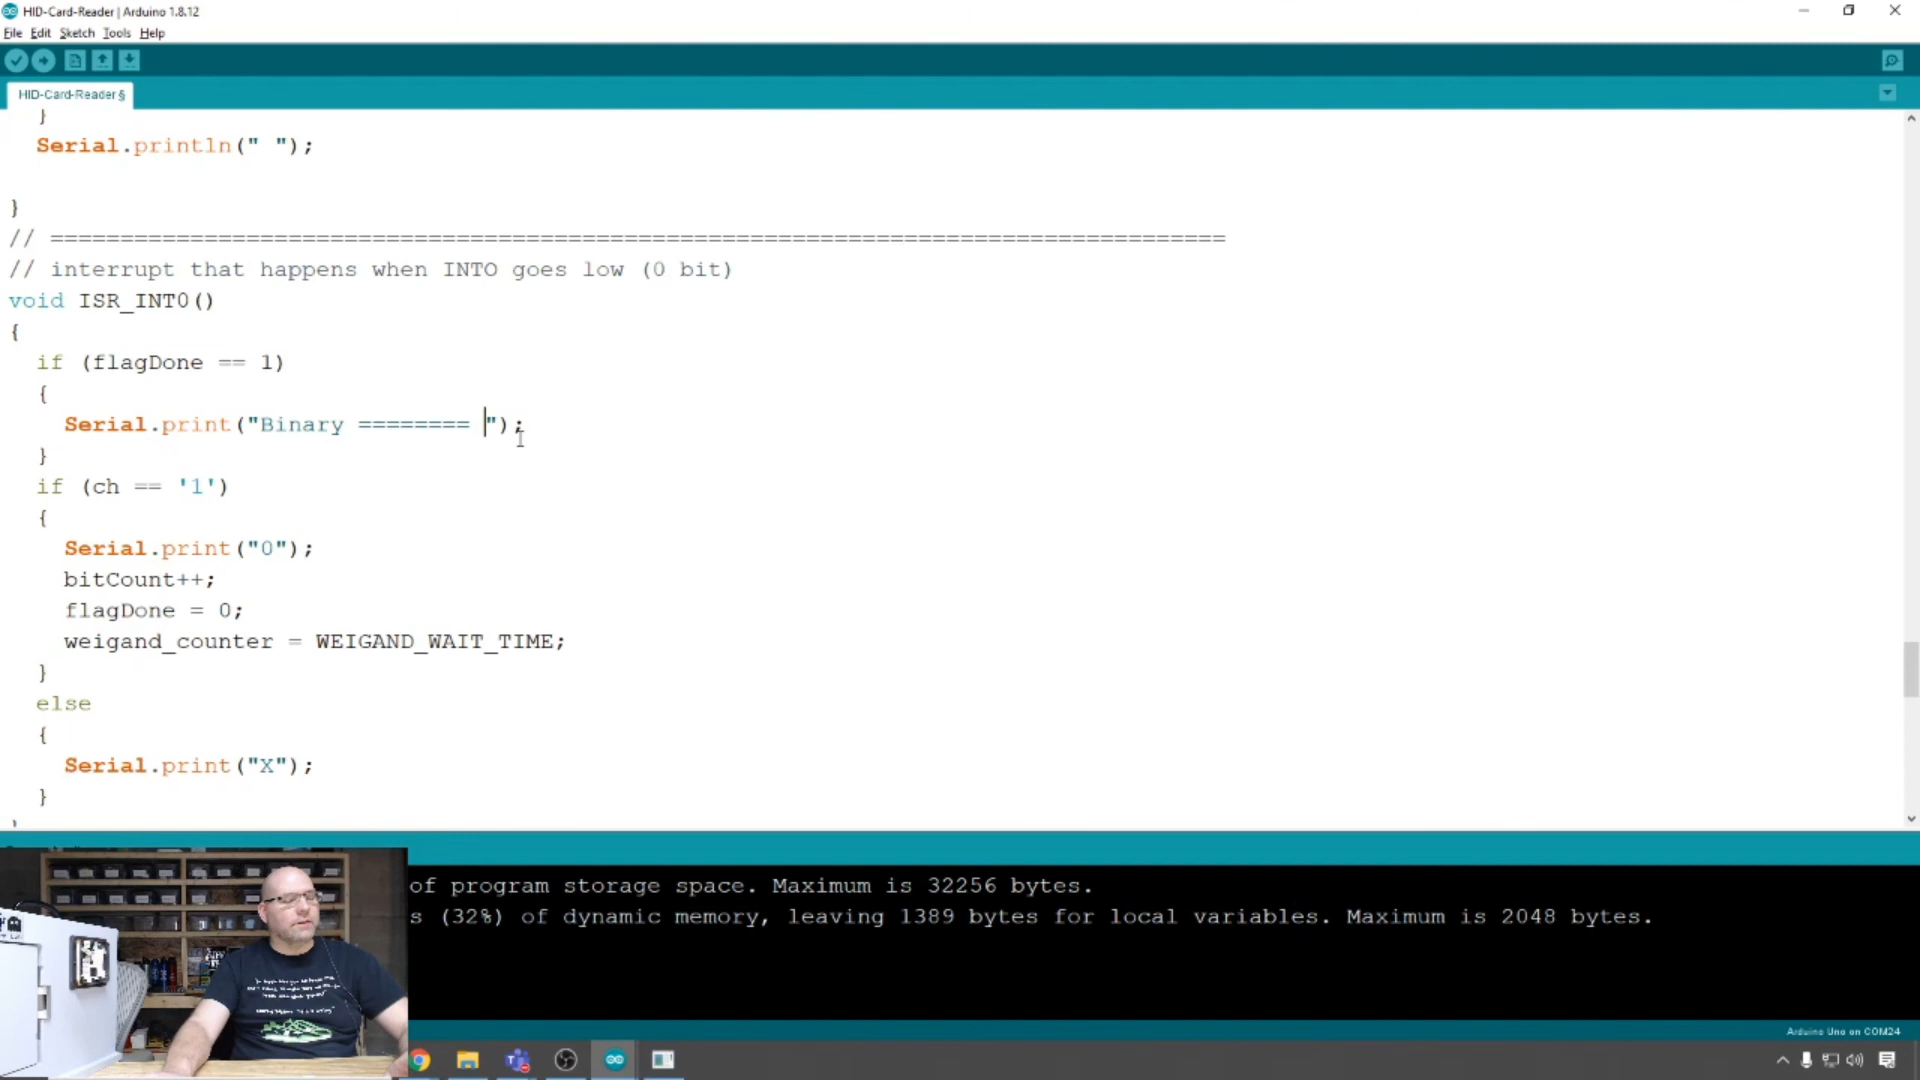 HID-Card-Reader | Arduino 1.8.12
File Edit Sketch Tools Help
HID-Card-Reader §
}
Serial.println(" ");
}
// =====================================================================================
// interrupt that happens when INTO goes low (0 bit)
void ISR_INT0()
{
if (flagDone == 1)
{
Serial.print("Binary ======== ");
}
if (ch == '1')
{
Serial.print("0");
bitCount++;
flagDone = 0;
weigand_counter = WEIGAND_WAIT_TIME;
}
else
{
Serial.print("X");
}
of program storage space. Maximum is 32256 bytes.
s (32%) of dynamic memory, leaving 1389 bytes for local variables. Maximum is 2048 bytes.
Arduino Uno on COM24